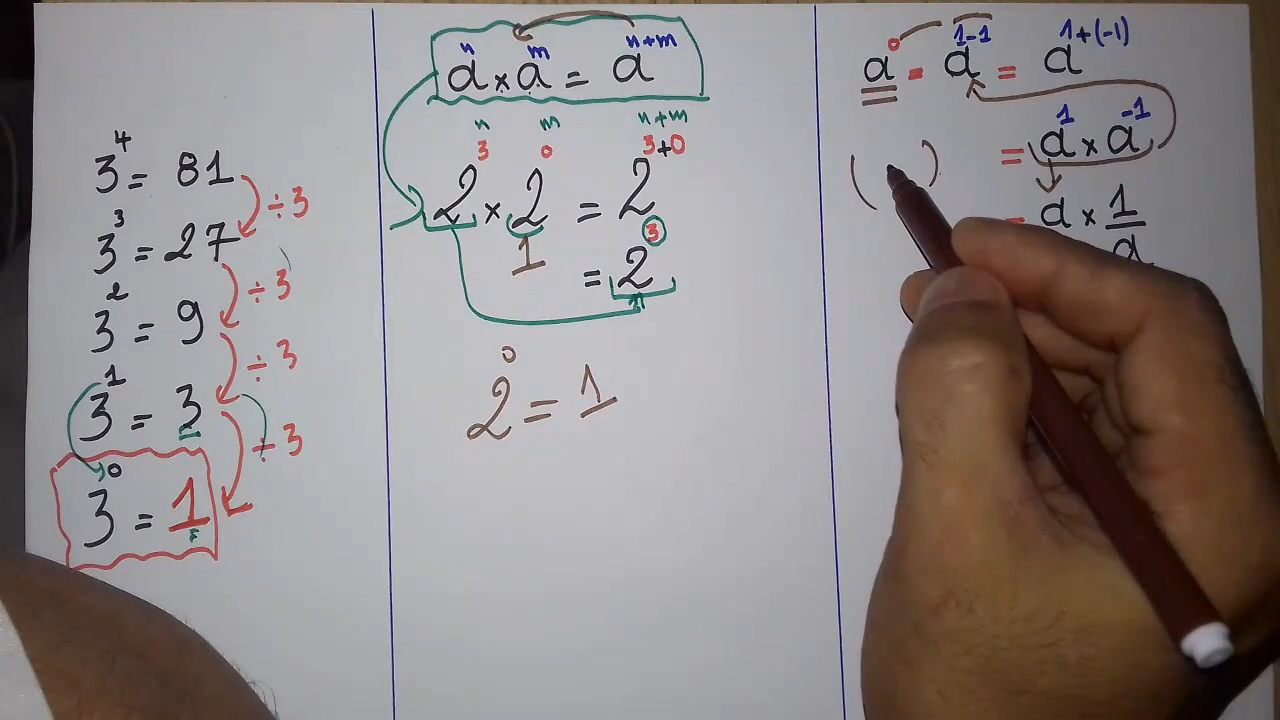 3⁴ = 81
÷3
3³ = 27
÷3
3² = 9
÷3
3¹ = 3
÷3
3⁰ = 1
aⁿ × aᵐ = aⁿ⁺ᵐ
n m n+m
2³ × 2⁰ = 2³⁺⁰
1
= 2³
2⁰ = 1
a⁰ = a¹⁻¹ = a¹⁺⁽⁻¹⁾
= a¹ × a⁻¹
( )
= a × 1/a